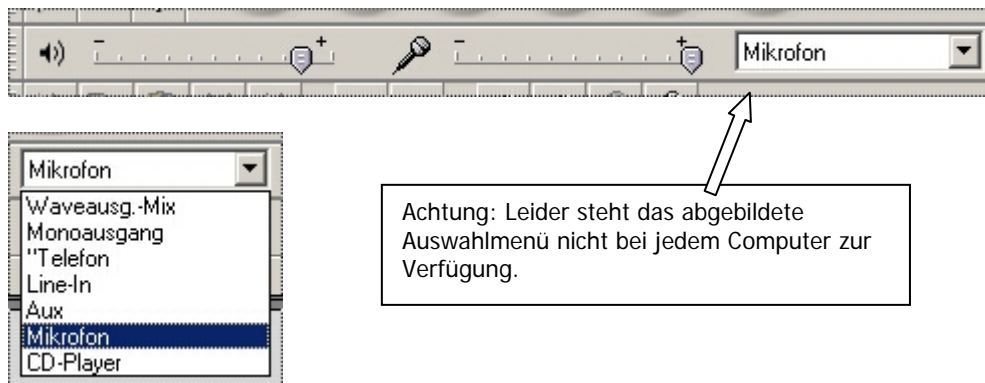 Mikrofon
Mikrofon
Waveausg.-Mix
Monoausgang
"Telefon
Line-In
Aux
Mikrofon
CD-Player
Achtung: Leider steht das abgebildete
Auswahlmenü nicht bei jedem Computer zur
Verfügung.